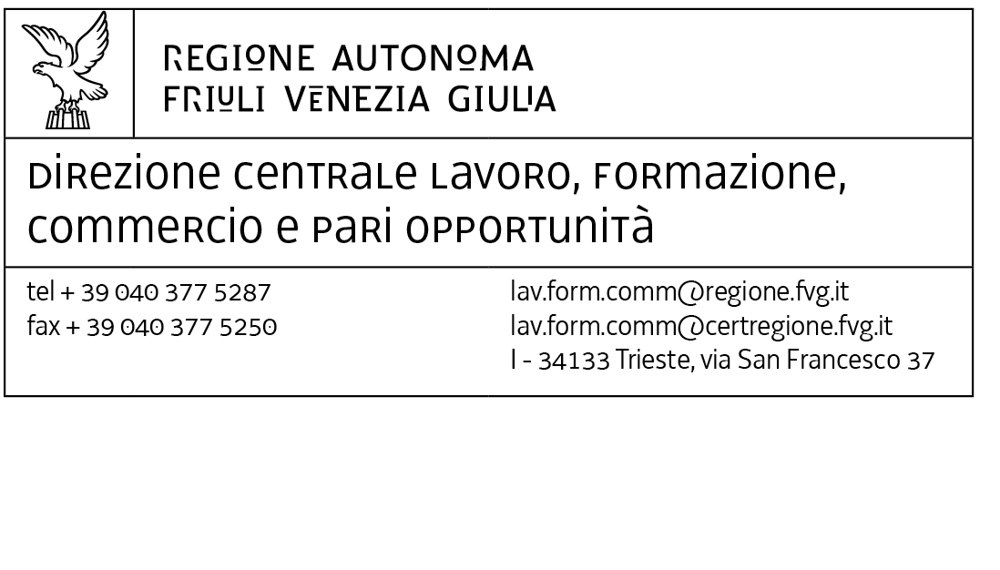 REGIONE AUTONOMA
FRIULI VENEZIA GIULIA
Direzione centrale lavoro, formazione,
commercio e pari opportunità
tel + 39 040 377 5287
fax + 39 040 377 5250
lav.form.comm@regione.fvg.it
lav.form.comm@certregione.fvg.it
I - 34133 Trieste, via San Francesco 37